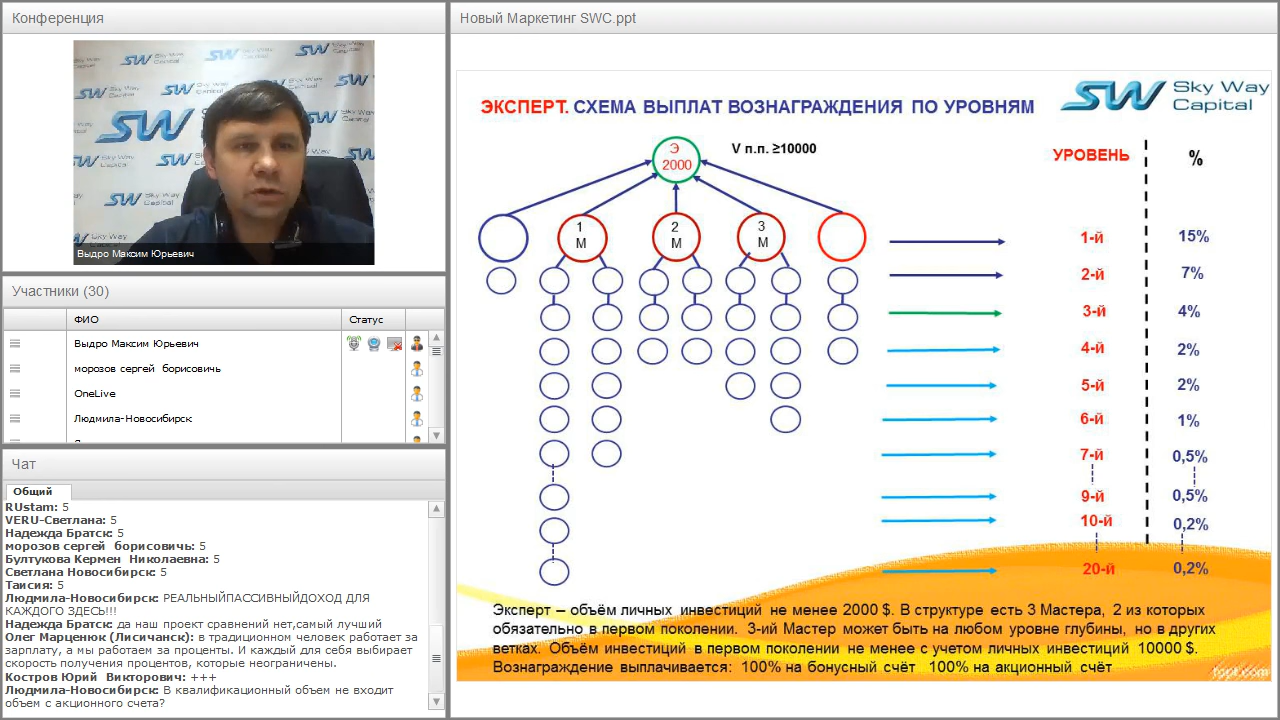 Конференция
Sky Way
Capital
SW
Выдро Максим Юрьевич
Участники (30)
ФИО
Статус
Выдро Максим Юрьевич
морозов сергей борисовичь
OneLive
Людмила-Новосибирск
Чат
Общий
RUstam: 5
VERU-Светлана: 5
Надежда Братск: 5
морозов сергей борисовичь: 5
Бултукова Кермен Николаевна: 5
Светлана Новосибирск: 5
Таисия: 5
Людмила-Новосибирск: РЕАЛЬНЫЙПАССИВНЫЙДОХОД ДЛЯ
КАЖДОГО ЗДЕСЬ!!!
Надежда Братск: да наш проект сравнений нет,самый лучший
Олег Марценюк (Лисичанск): в традиционном человек работает за
зарплату, а мы работаем за проценты. И каждый для себя выбирает
скорость получения процентов, которые неограничены.
Костров Юрий Викторович: +++
Людмила-Новосибирск: В квалификационный объем не входит
объем с акционного счета?
Новый Маркетинг SWC.ppt
ЭКСПЕРТ. СХЕМА ВЫПЛАТ ВОЗНАГРАЖДЕНИЯ ПО УРОВНЯМ
SW Sky Way
Capital
Э
2000
V п.п. ≥10000
УРОВЕНЬ %
1
М
2
М
3
М
1-й 15%
2-й 7%
3-й 4%
4-й 2%
5-й 2%
6-й 1%
7-й 0,5%
9-й 0,5%
10-й 0,2%
20-й 0,2%
Эксперт – объём личных инвестиций не менее 2000 $. В структуре есть 3 Мастера, 2 из которых
обязательно в первом поколении. 3-ий Мастер может быть на любом уровне глубины, но в других
ветках. Объём инвестиций в первом поколении не менее с учетом личных инвестиций 10000 $.
Вознаграждение выплачивается: 100% на бонусный счёт 100% на акционный счёт
fppt.com